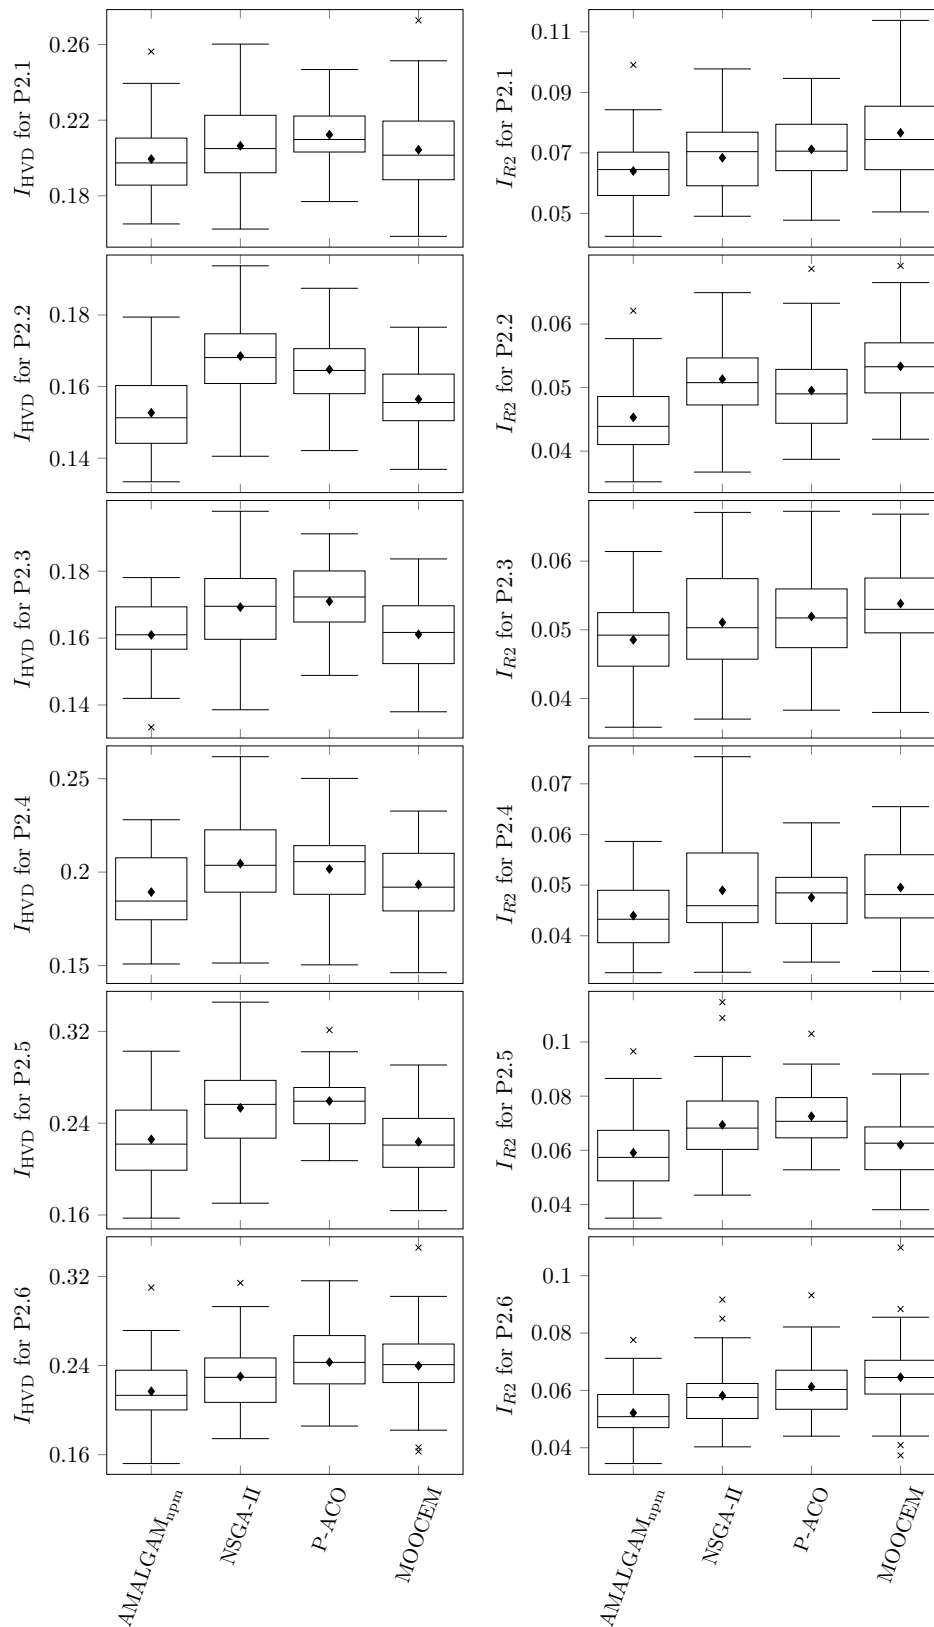 I_HVD for P2.1
0.26
0.22
0.18
I_R2 for P2.1
0.11
0.09
0.07
0.05
I_HVD for P2.2
0.18
0.16
0.14
I_R2 for P2.2
0.06
0.05
0.04
I_HVD for P2.3
0.18
0.16
0.14
I_R2 for P2.3
0.06
0.05
0.04
I_HVD for P2.4
0.25
0.2
0.15
I_R2 for P2.4
0.07
0.06
0.05
0.04
I_HVD for P2.5
0.32
0.24
0.16
I_R2 for P2.5
0.1
0.08
0.06
0.04
I_HVD for P2.6
0.32
0.24
0.16
I_R2 for P2.6
0.1
0.08
0.06
0.04
AMALGAM_npm
NSGA-II
P-ACO
MOOCEM
AMALGAM_npm
NSGA-II
P-ACO
MOOCEM